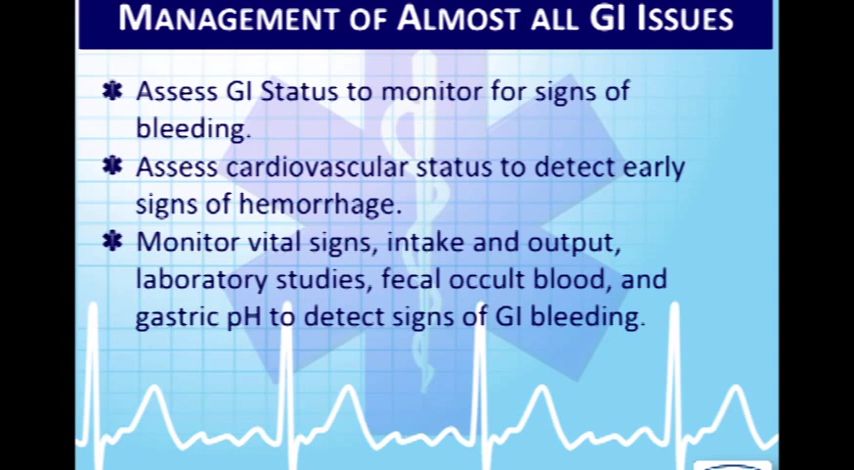 MANAGEMENT OF ALMOST ALL GI ISSUES
Assess GI Status to monitor for signs of
bleeding.
Assess cardiovascular status to detect early
signs of hemorrhage.
Monitor vital signs, intake and output,
laboratory studies, fecal occult blood, and
gastric pH to detect signs of GI bleeding.